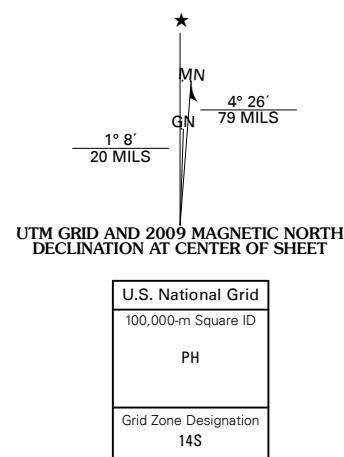 ★
MN
GN
4° 26´
79 MILS
1° 8´
20 MILS
UTM GRID AND 2009 MAGNETIC NORTH
DECLINATION AT CENTER OF SHEET
U.S. National Grid
100,000-m Square ID
PH
Grid Zone Designation
14S